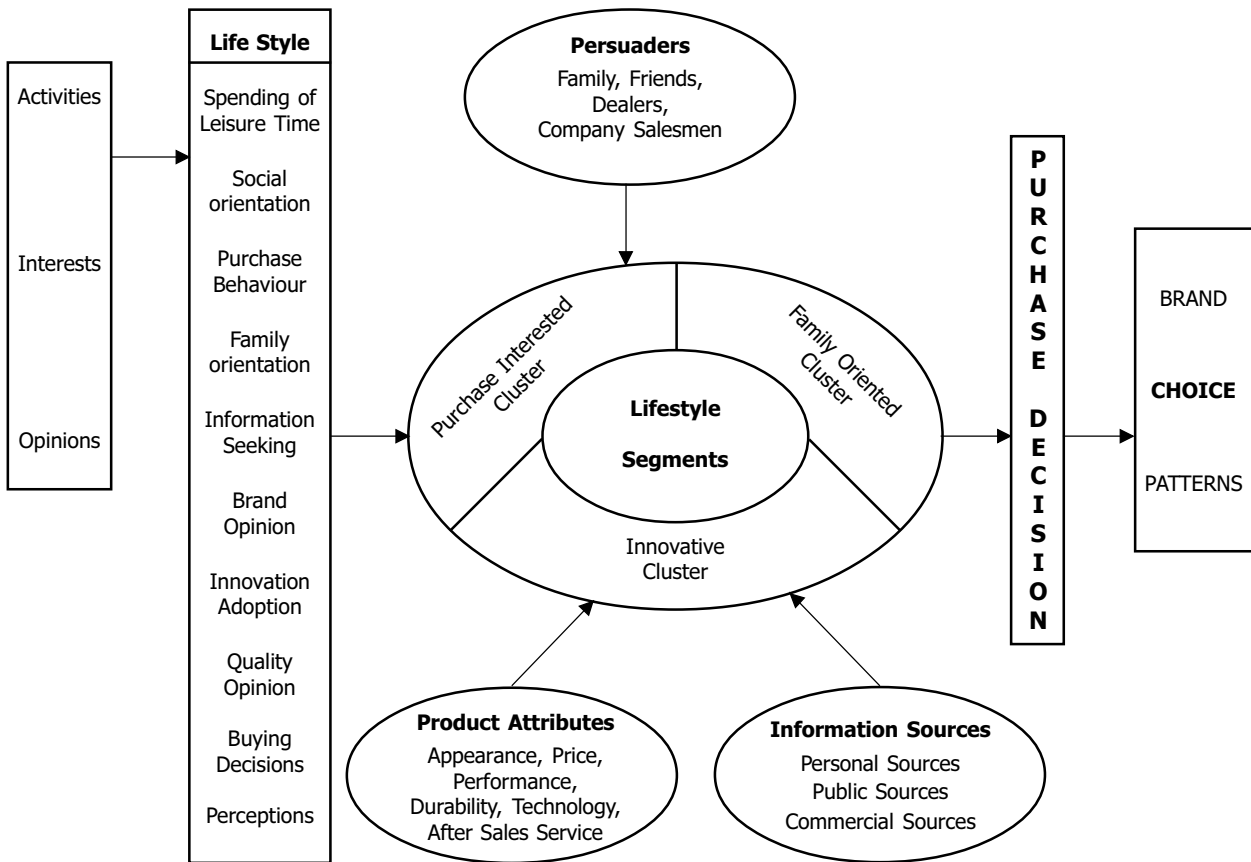 Activities
Interests
Opinions
Life Style
Spending of
Leisure Time
Social
orientation
Purchase
Behaviour
Family
orientation
Information
Seeking
Brand
Opinion
Innovation
Adoption
Quality
Opinion
Buying
Decisions
Perceptions
Persuaders
Family, Friends,
Dealers,
Company Salesmen
Purchase Interested
Cluster
Family Oriented
Cluster
Lifestyle
Segments
Innovative
Cluster
Product Attributes
Appearance, Price,
Performance,
Durability, Technology,
After Sales Service
Information Sources
Personal Sources
Public Sources
Commercial Sources
PURCHASE DECISION
BRAND
CHOICE
PATTERNS